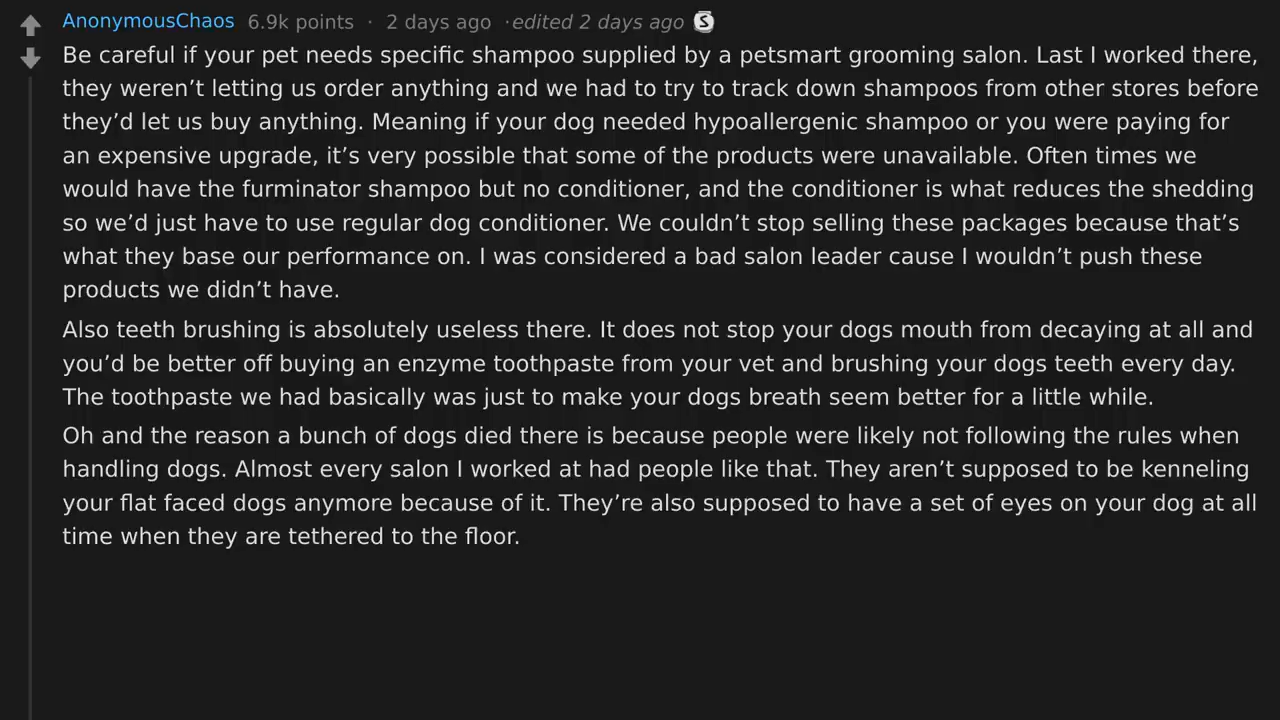 AnonymousChaos 6.9k points · 2 days ago · edited 2 days ago S
Be careful if your pet needs specific shampoo supplied by a petsmart grooming salon. Last I worked there,
they weren’t letting us order anything and we had to try to track down shampoos from other stores before
they’d let us buy anything. Meaning if your dog needed hypoallergenic shampoo or you were paying for
an expensive upgrade, it’s very possible that some of the products were unavailable. Often times we
would have the furminator shampoo but no conditioner, and the conditioner is what reduces the shedding
so we’d just have to use regular dog conditioner. We couldn’t stop selling these packages because that’s
what they base our performance on. I was considered a bad salon leader cause I wouldn’t push these
products we didn’t have.
Also teeth brushing is absolutely useless there. It does not stop your dogs mouth from decaying at all and
you’d be better off buying an enzyme toothpaste from your vet and brushing your dogs teeth every day.
The toothpaste we had basically was just to make your dogs breath seem better for a little while.
Oh and the reason a bunch of dogs died there is because people were likely not following the rules when
handling dogs. Almost every salon I worked at had people like that. They aren’t supposed to be kenneling
your flat faced dogs anymore because of it. They’re also supposed to have a set of eyes on your dog at all
time when they are tethered to the floor.